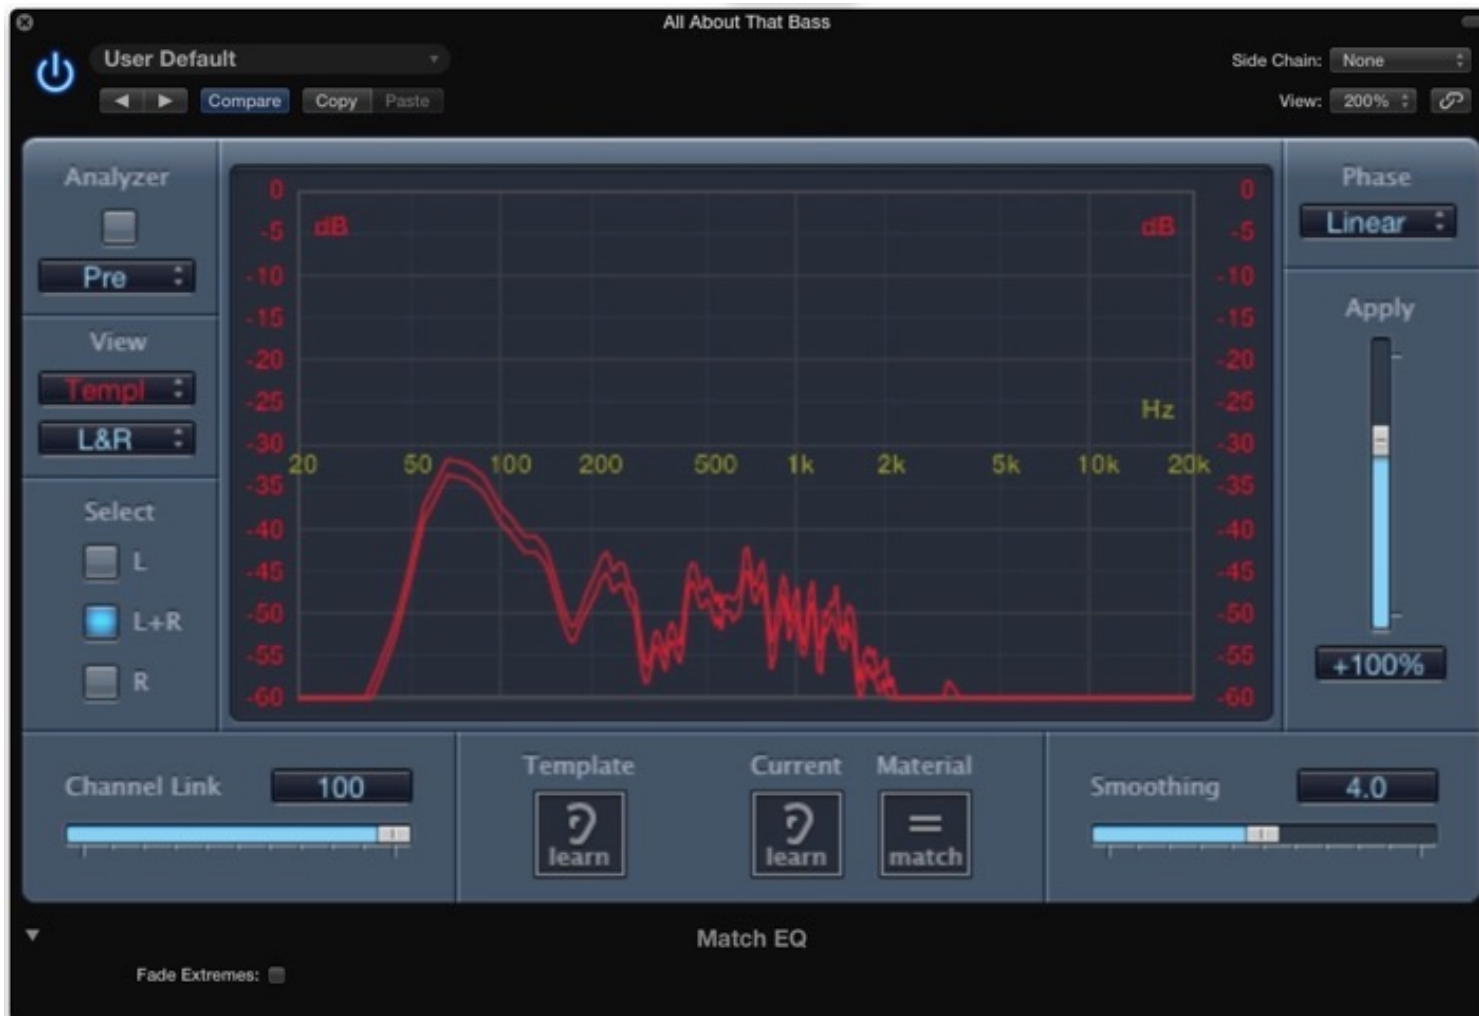 All About That Bass
User Default
Side Chain: None
Compare Copy Paste
View: 200%
Analyzer
Pre
View
Templ
L&R
Select
L
L+R
R
0
-5
-10
-15
-20
-25
-30
-35
-40
-45
-50
-55
-60
dB
dB
Hz
20 50 100 200 500 1k 2k 5k 10k 20k
0
-5
-10
-15
-20
-25
-30
-35
-40
-45
-50
-55
-60
Phase
Linear
Apply
+100%
Channel Link 100
Template
learn
Current
learn
Material
match
Smoothing 4.0
Match EQ
Fade Extremes: